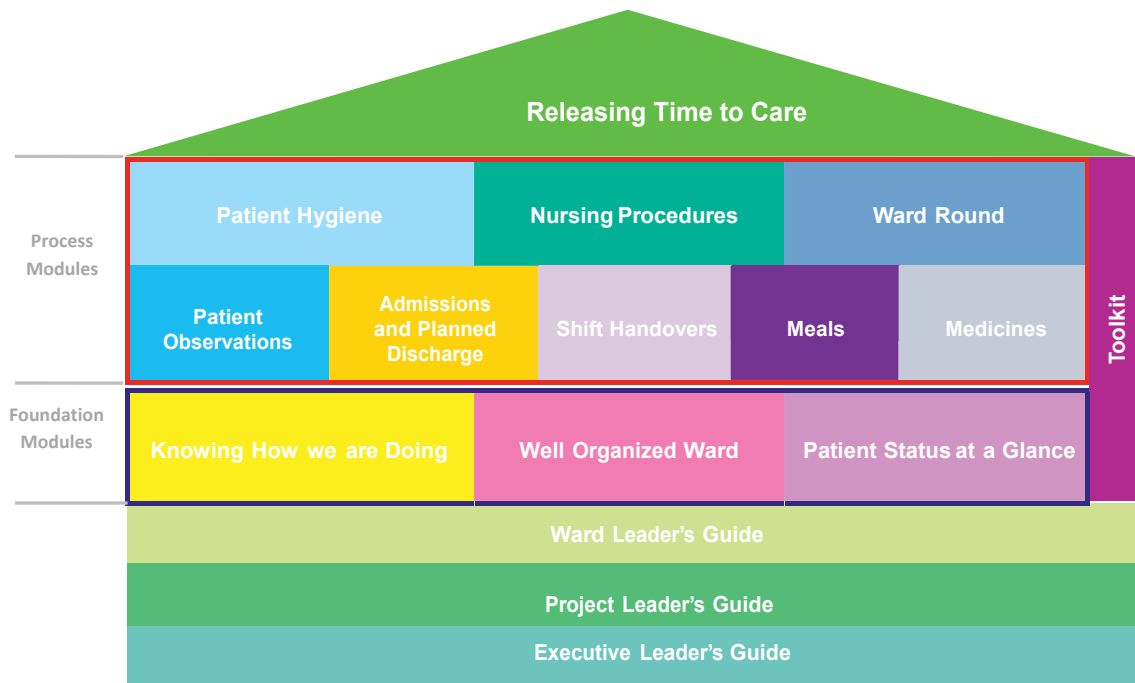 Releasing Time to Care
Process
Modules
Patient Hygiene
Nursing Procedures
Ward Round
Patient
Observations
Admissions
and Planned
Discharge
Shift Handovers
Meals
Medicines
Toolkit
Foundation
Modules
Knowing How we are Doing
Well Organized Ward
Patient Status at a Glance
Ward Leader’s Guide
Project Leader’s Guide
Executive Leader’s Guide